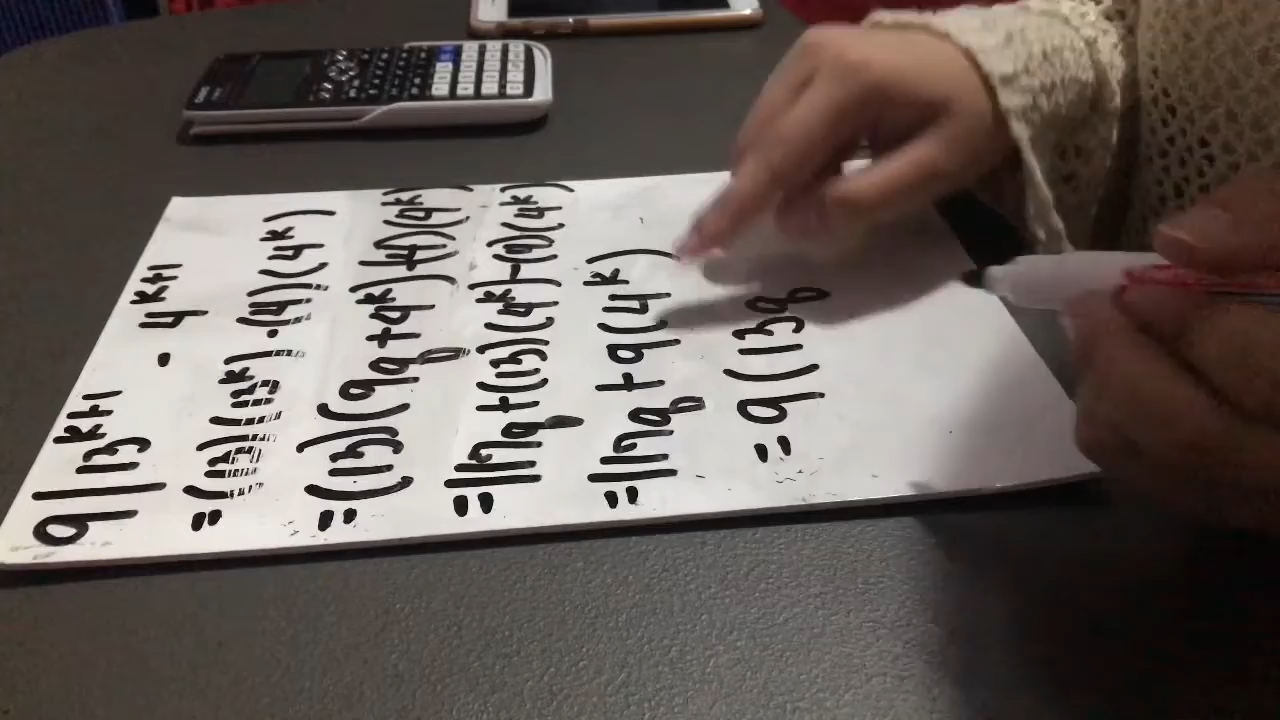 9 | 13^{k+1} - 4^{k+1}
= (13)(13^k) - (4)(4^k)
= (13)(9q + 4^k) - (4)(4^k)
= 117q + (13)(4^k) - (4)(4^k)
= 117q + 9(4^k)
= 9(13q